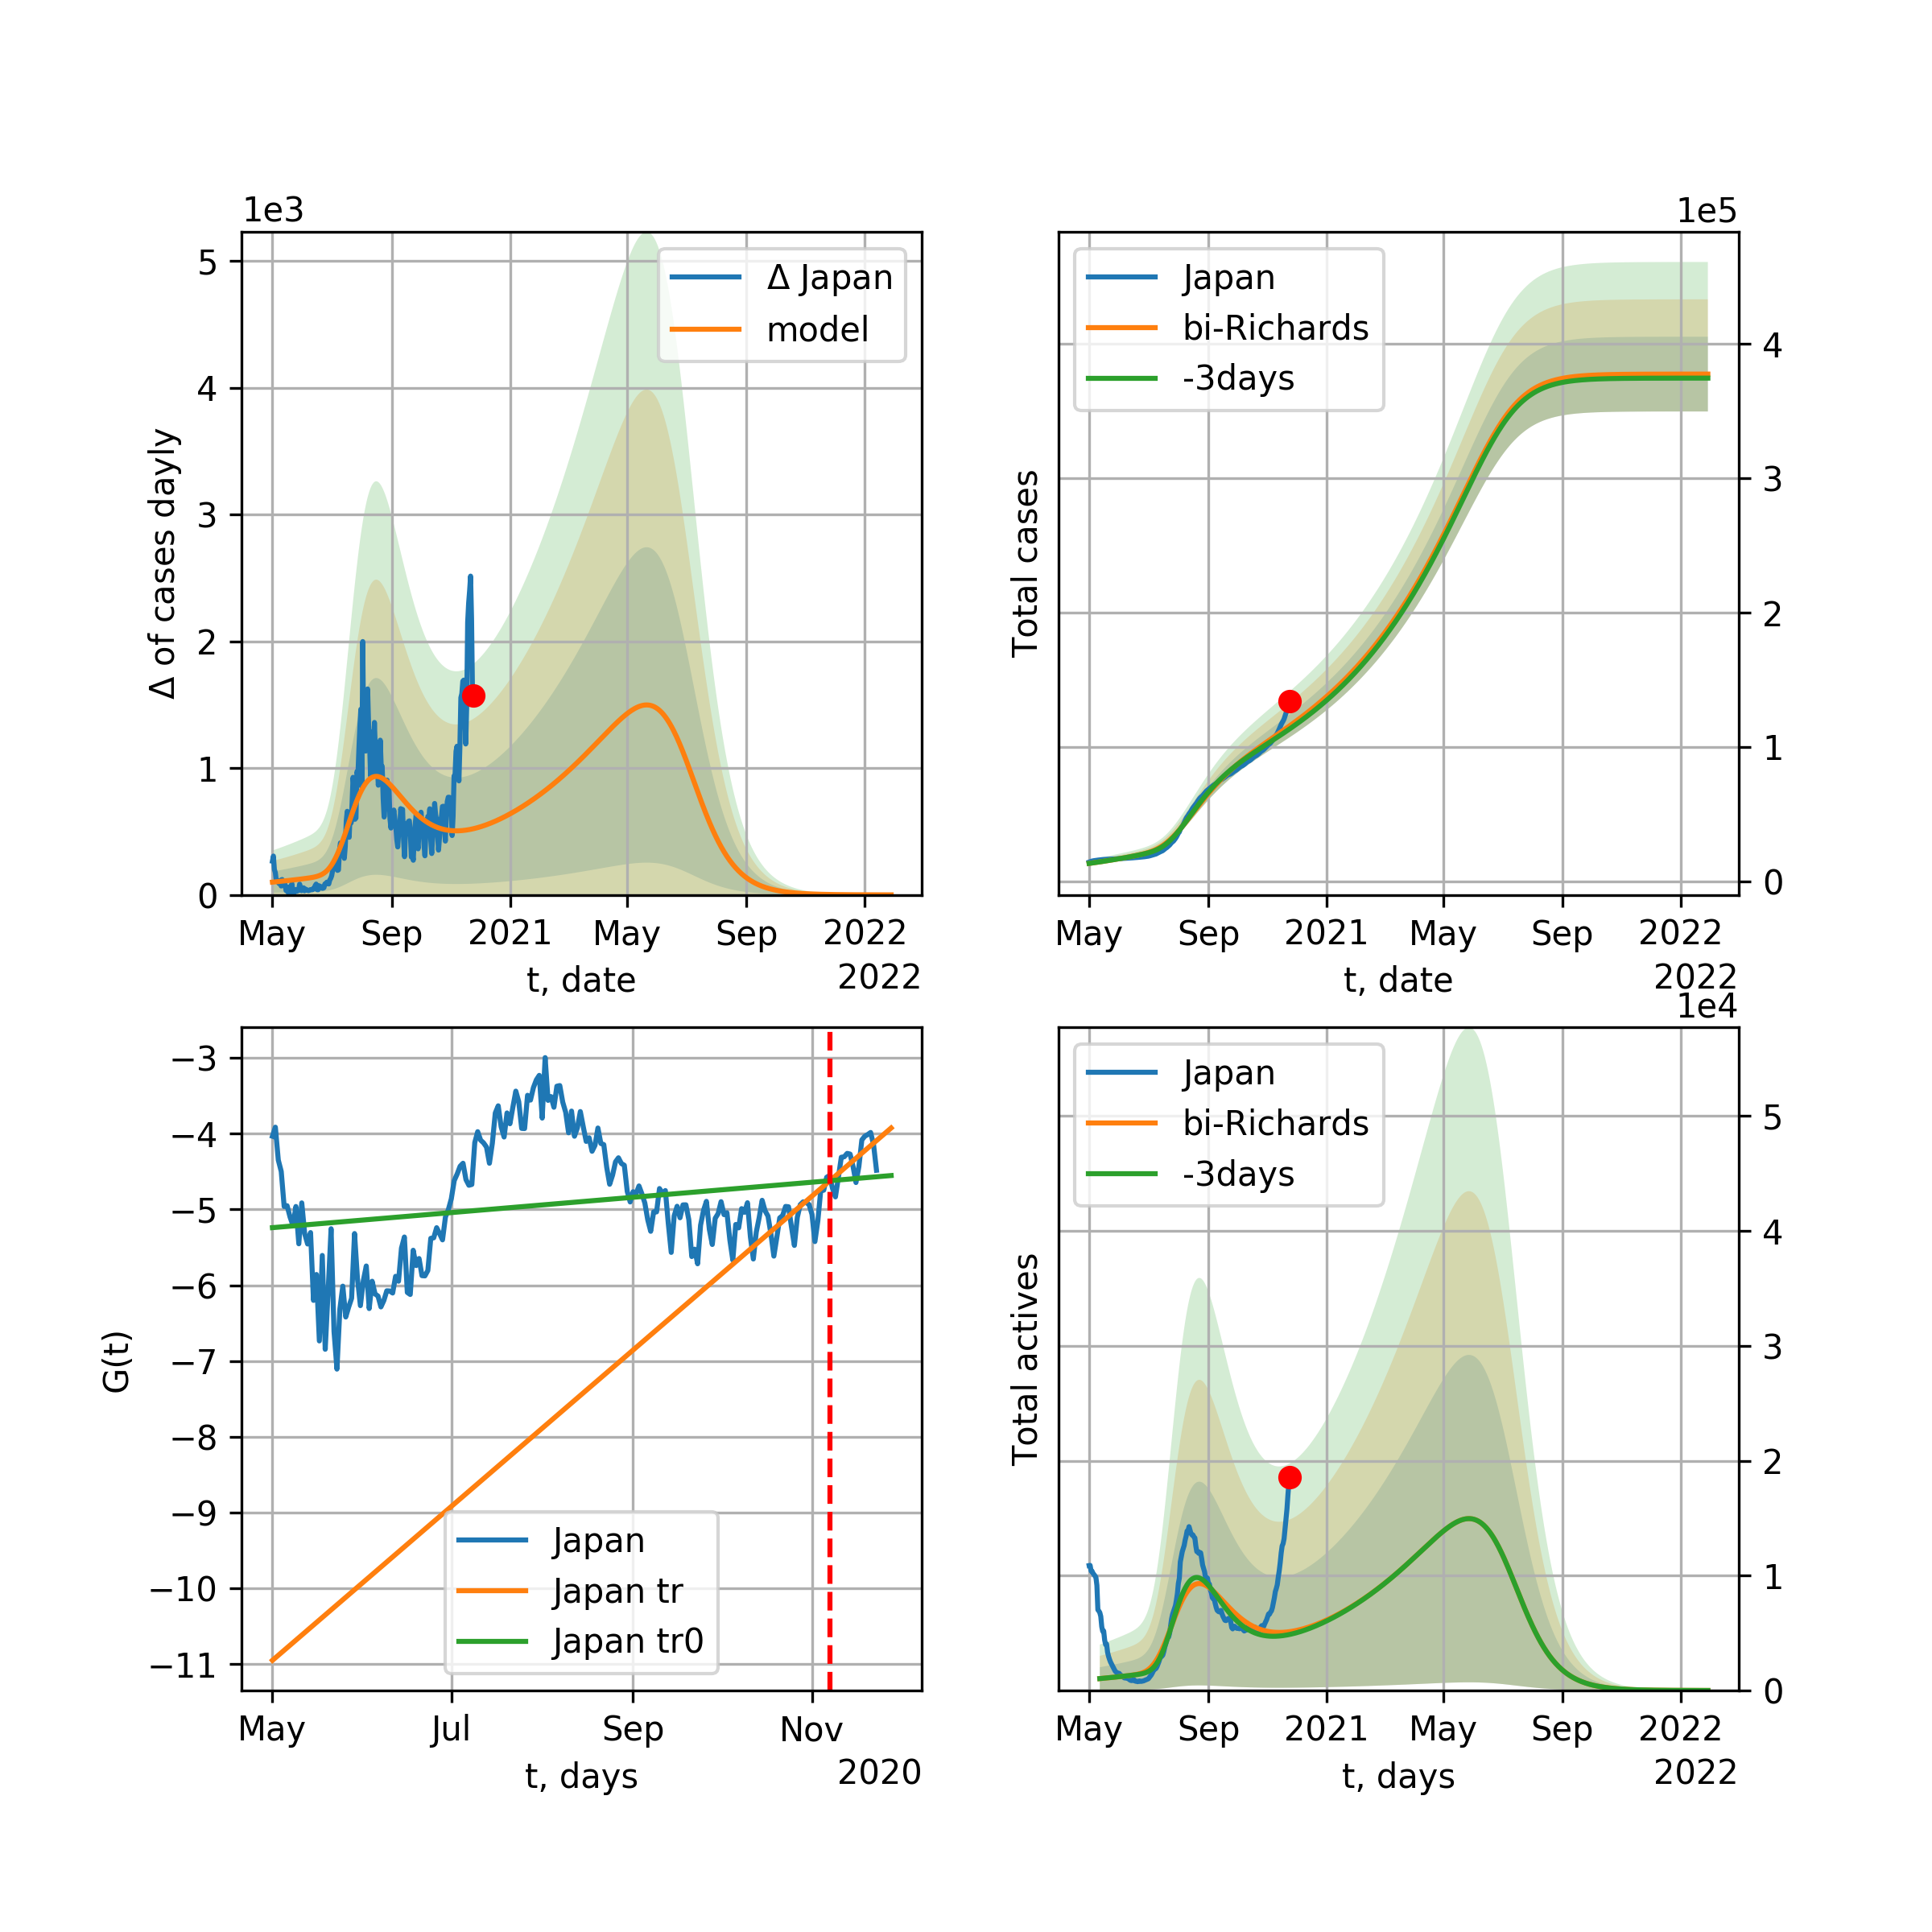 1e3
5
4
3
2
1
0
Δ of cases dayly
Δ Japan
model
May Sep 2021 May Sep 2022
t, date
2022
1e5
4
3
2
1
0
Total cases
Japan
bi-Richards
-3days
May Sep 2021 May Sep 2022
t, date
2022
−3
−4
−5
−6
−7
−8
−9
−10
−11
G(t)
Japan
Japan tr
Japan tr0
May Jul Sep Nov
t, days
2020
1e4
5
4
3
2
1
0
Total actives
Japan
bi-Richards
-3days
May Sep 2021 May Sep 2022
t, days
2022